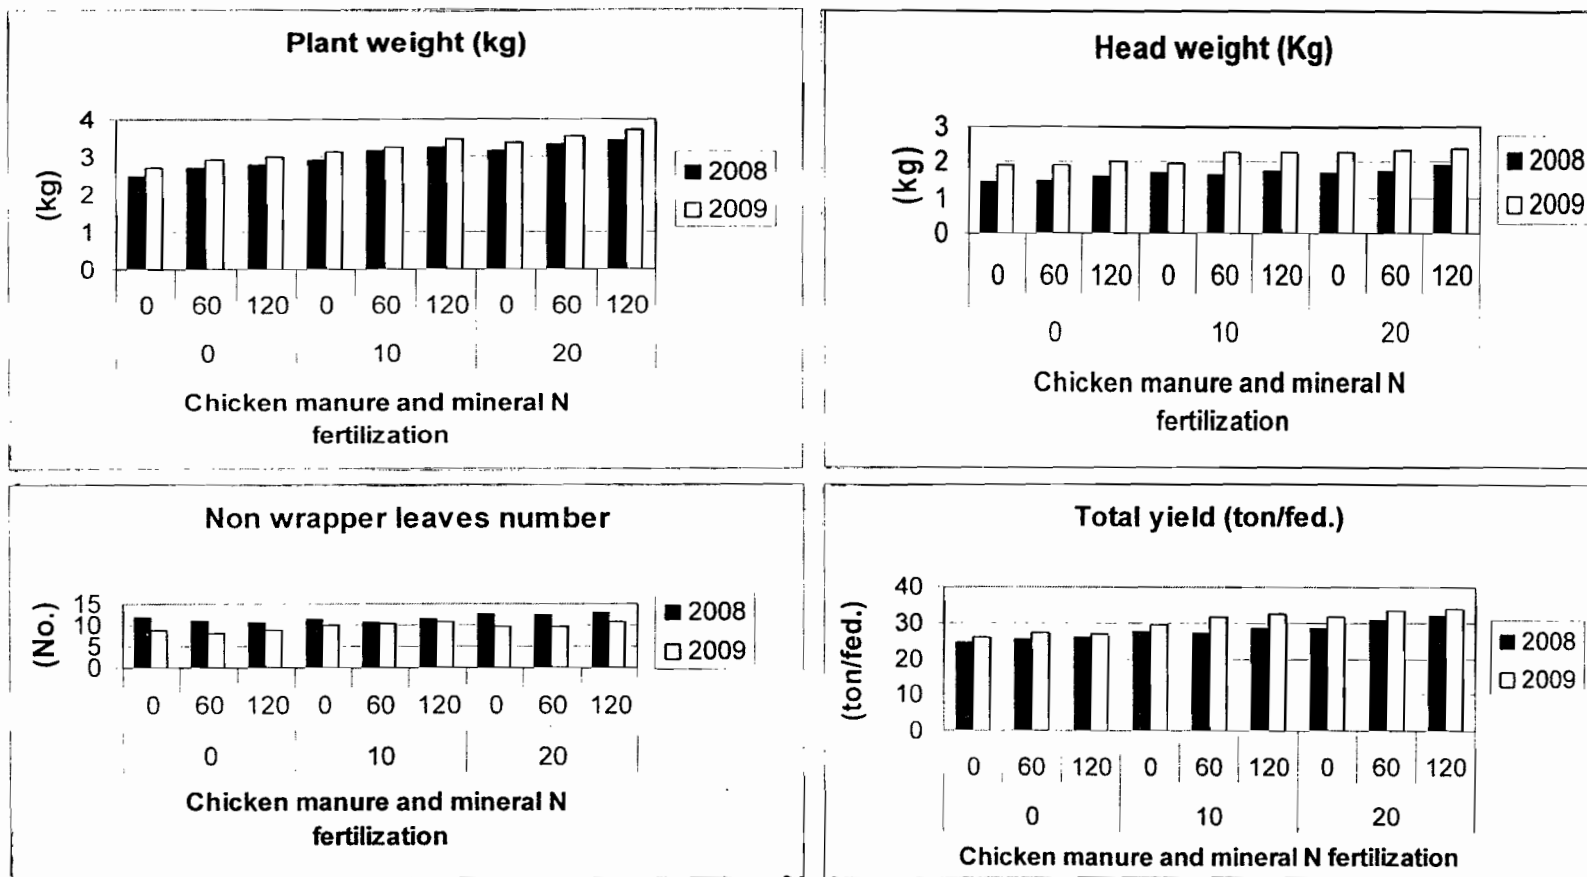 Plant weight (kg)
4
3
2
1
0
(kg)
2008
2009
0 60 120 0 60 120 0 60 120
0 10 20
Chicken manure and mineral N
fertilization
Head weight (Kg)
3
2
1
0
(kg)
2008
2009
0 60 120 0 60 120 0 60 120
0 10 20
Chicken manure and mineral N
fertilization
Non wrapper leaves number
15
10
5
0
(No.)
2008
2009
0 60 120 0 60 120 0 60 120
0 10 20
Chicken manure and mineral N
fertilization
Total yield (ton/fed.)
40
30
20
10
0
(ton/fed.)
2008
2009
0 60 120 0 60 120 0 60 120
0 10 20
Chicken manure and mineral N fertilization